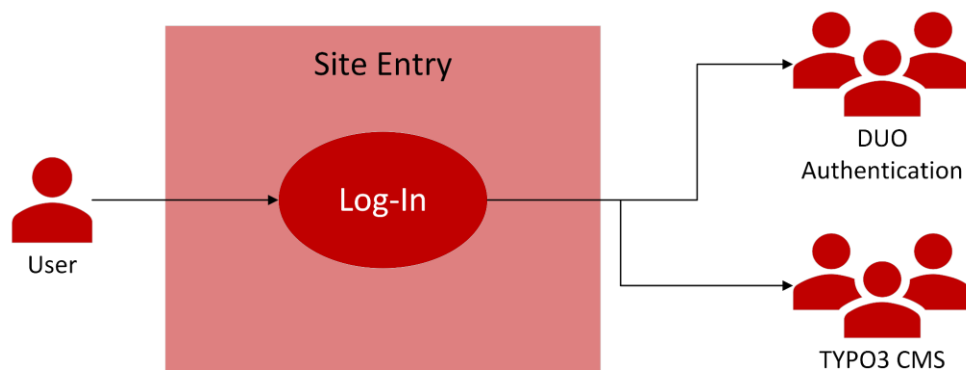 Site Entry
Log-In
User
DUO
Authentication
TYPO3 CMS